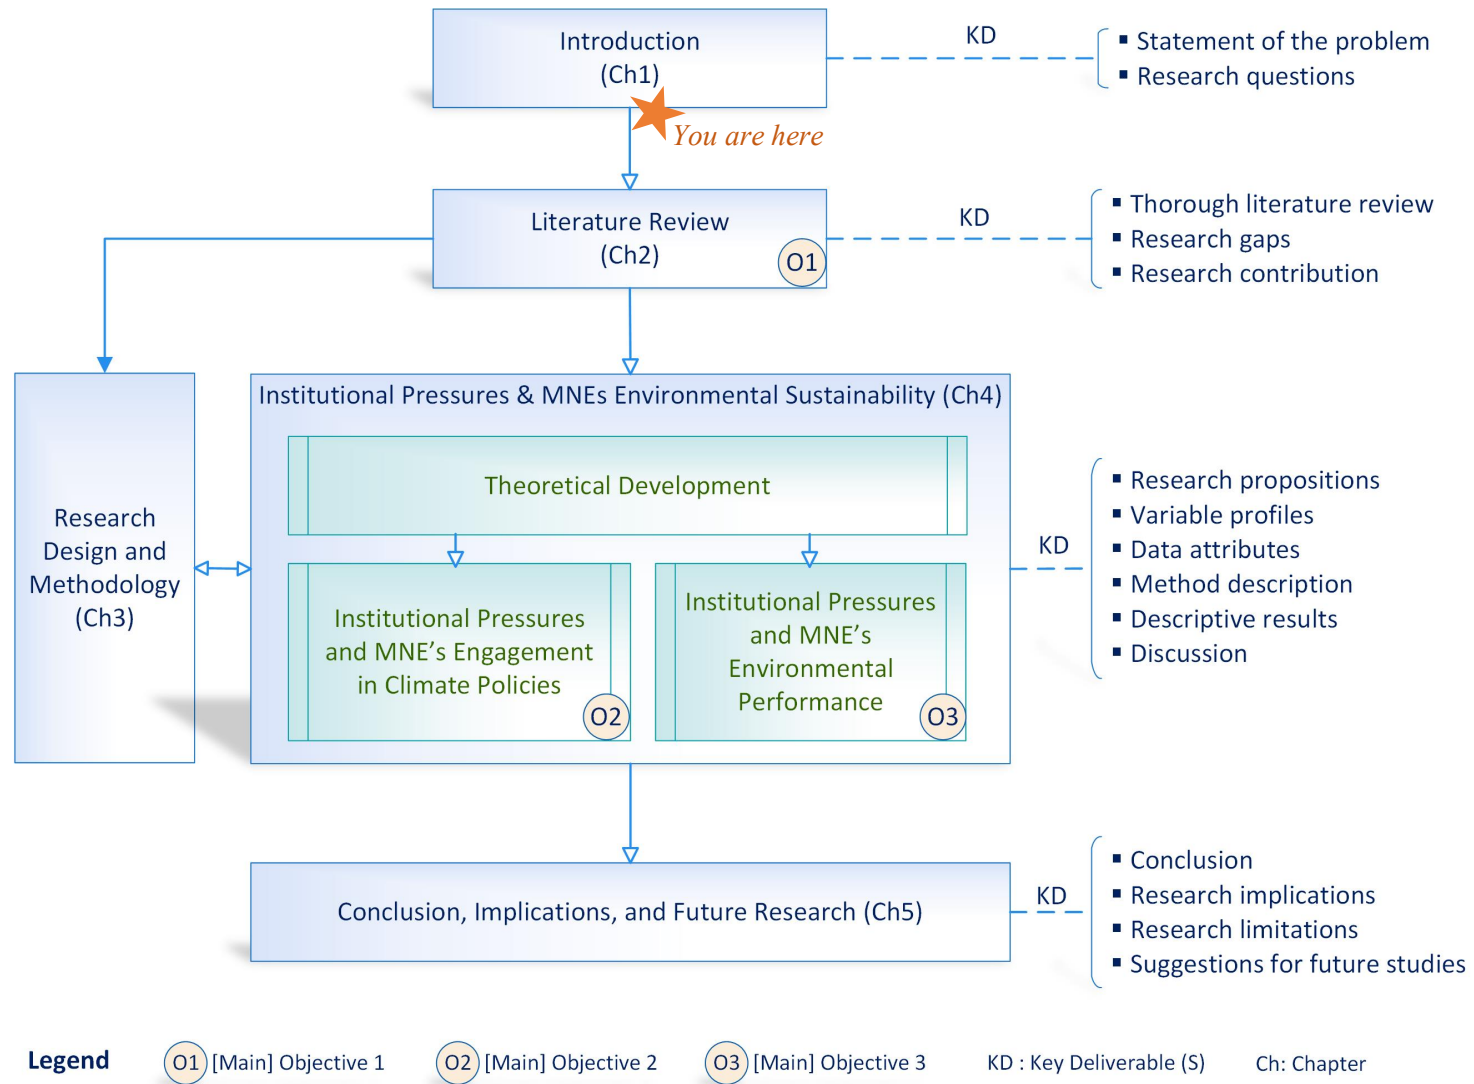 Introduction
(Ch1)
KD
▪ Statement of the problem
▪ Research questions
You are here
Literature Review
(Ch2)
O1
KD
▪ Thorough literature review
▪ Research gaps
▪ Research contribution
Research
Design and
Methodology
(Ch3)
Institutional Pressures & MNEs Environmental Sustainability (Ch4)
Theoretical Development
Institutional Pressures
and MNE's Engagement
in Climate Policies
O2
Institutional Pressures
and MNE's
Environmental
Performance
O3
KD
▪ Research propositions
▪ Variable profiles
▪ Data attributes
▪ Method description
▪ Descriptive results
▪ Discussion
Conclusion, Implications, and Future Research (Ch5)
KD
▪ Conclusion
▪ Research implications
▪ Research limitations
▪ Suggestions for future studies
Legend
O1 [Main] Objective 1
O2 [Main] Objective 2
O3 [Main] Objective 3
KD : Key Deliverable (S)
Ch: Chapter